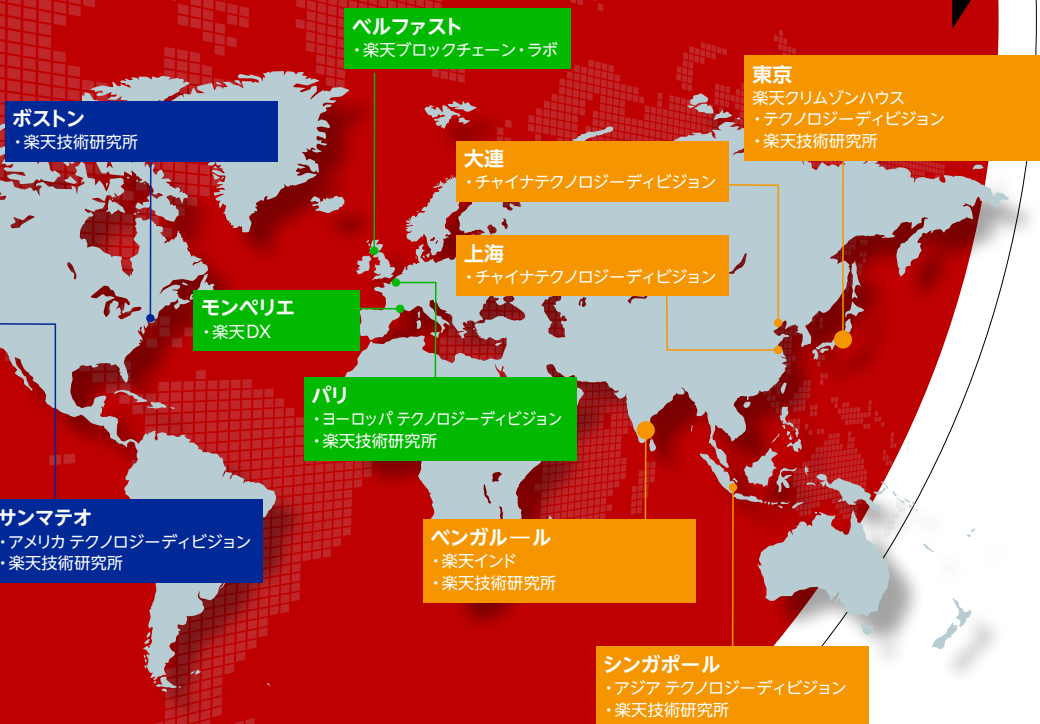 ベルファスト
・楽天ブロックチェーン・ラボ
東京
楽天クリムゾンハウス
・テクノロジーディビジョン
・楽天技術研究所
ボストン
・楽天技術研究所
大連
・チャイナテクノロジーディビジョン
上海
・チャイナテクノロジーディビジョン
モンペリエ
・楽天DX
パリ
・ヨーロッパ テクノロジーディビジョン
・楽天技術研究所
サンマテオ
・アメリカ テクノロジーディビジョン
・楽天技術研究所
ベンガルール
・楽天インド
・楽天技術研究所
シンガポール
・アジア テクノロジーディビジョン
・楽天技術研究所